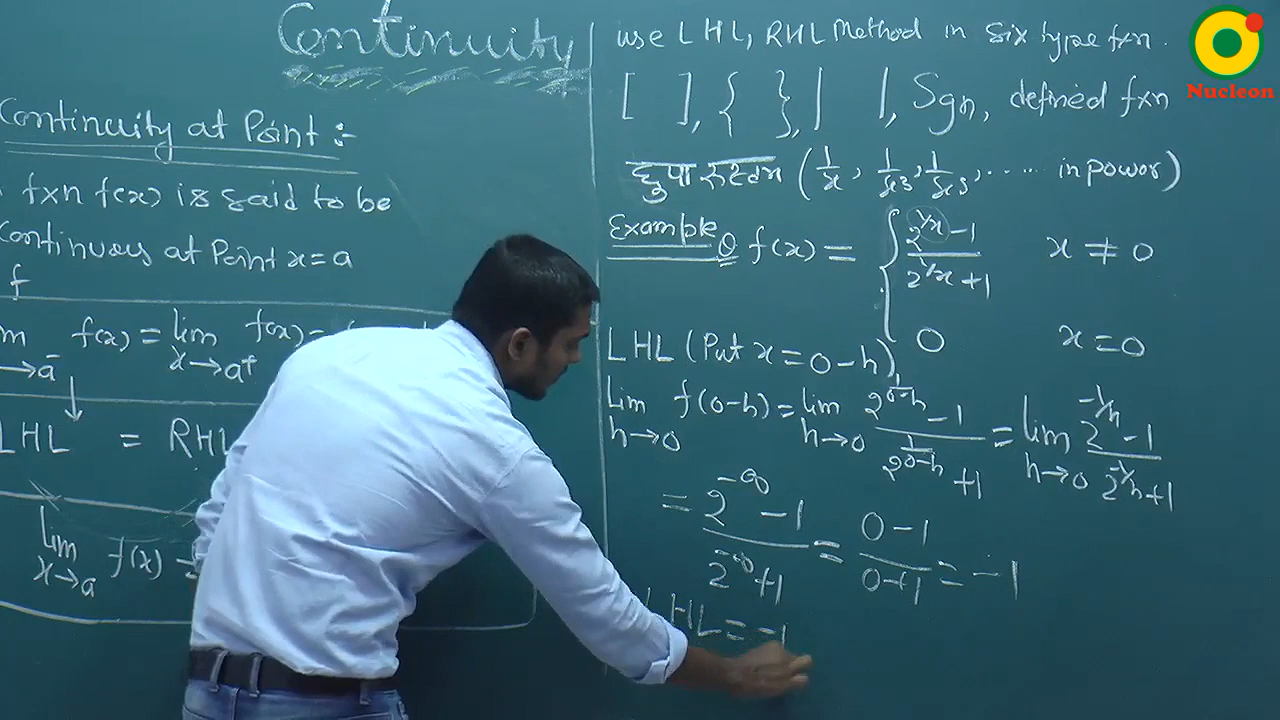 Continuity
Continuity at Point :-
fxn f(x) is said to be
Continuous at Point x=a
f
f(x) = lim f(x) =
→a⁻ x→a⁺
LHL = RHL
lim f(x)
x→a
use LHL, RHL Method in six type fxn.
[ ], { }, | |, Sgn, defined fxn
छुपा रुस्तम (1/x, 1/x², 1/x³, ..... in power)
Example ① f(x) = { (2^(1/x) -1)/(2^(1/x) +1) x ≠ 0
0 x = 0
LHL (Put x = 0-h)
lim h→0 f(0-h) = lim h→0 (2^(1/(0-h)) -1)/(2^(1/(0-h)) +1) = lim h→0 (2^(-1/h) -1)/(2^(-1/h) +1)
= (2^(-∞) -1)/(2^(-∞) +1) = (0-1)/(0+1) = -1
LHL = -1
Nucleon